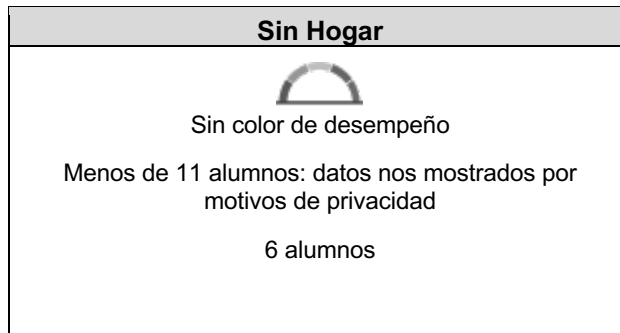 Sin Hogar
Sin color de desempeño
Menos de 11 alumnos: datos nos mostrados por
motivos de privacidad
6 alumnos